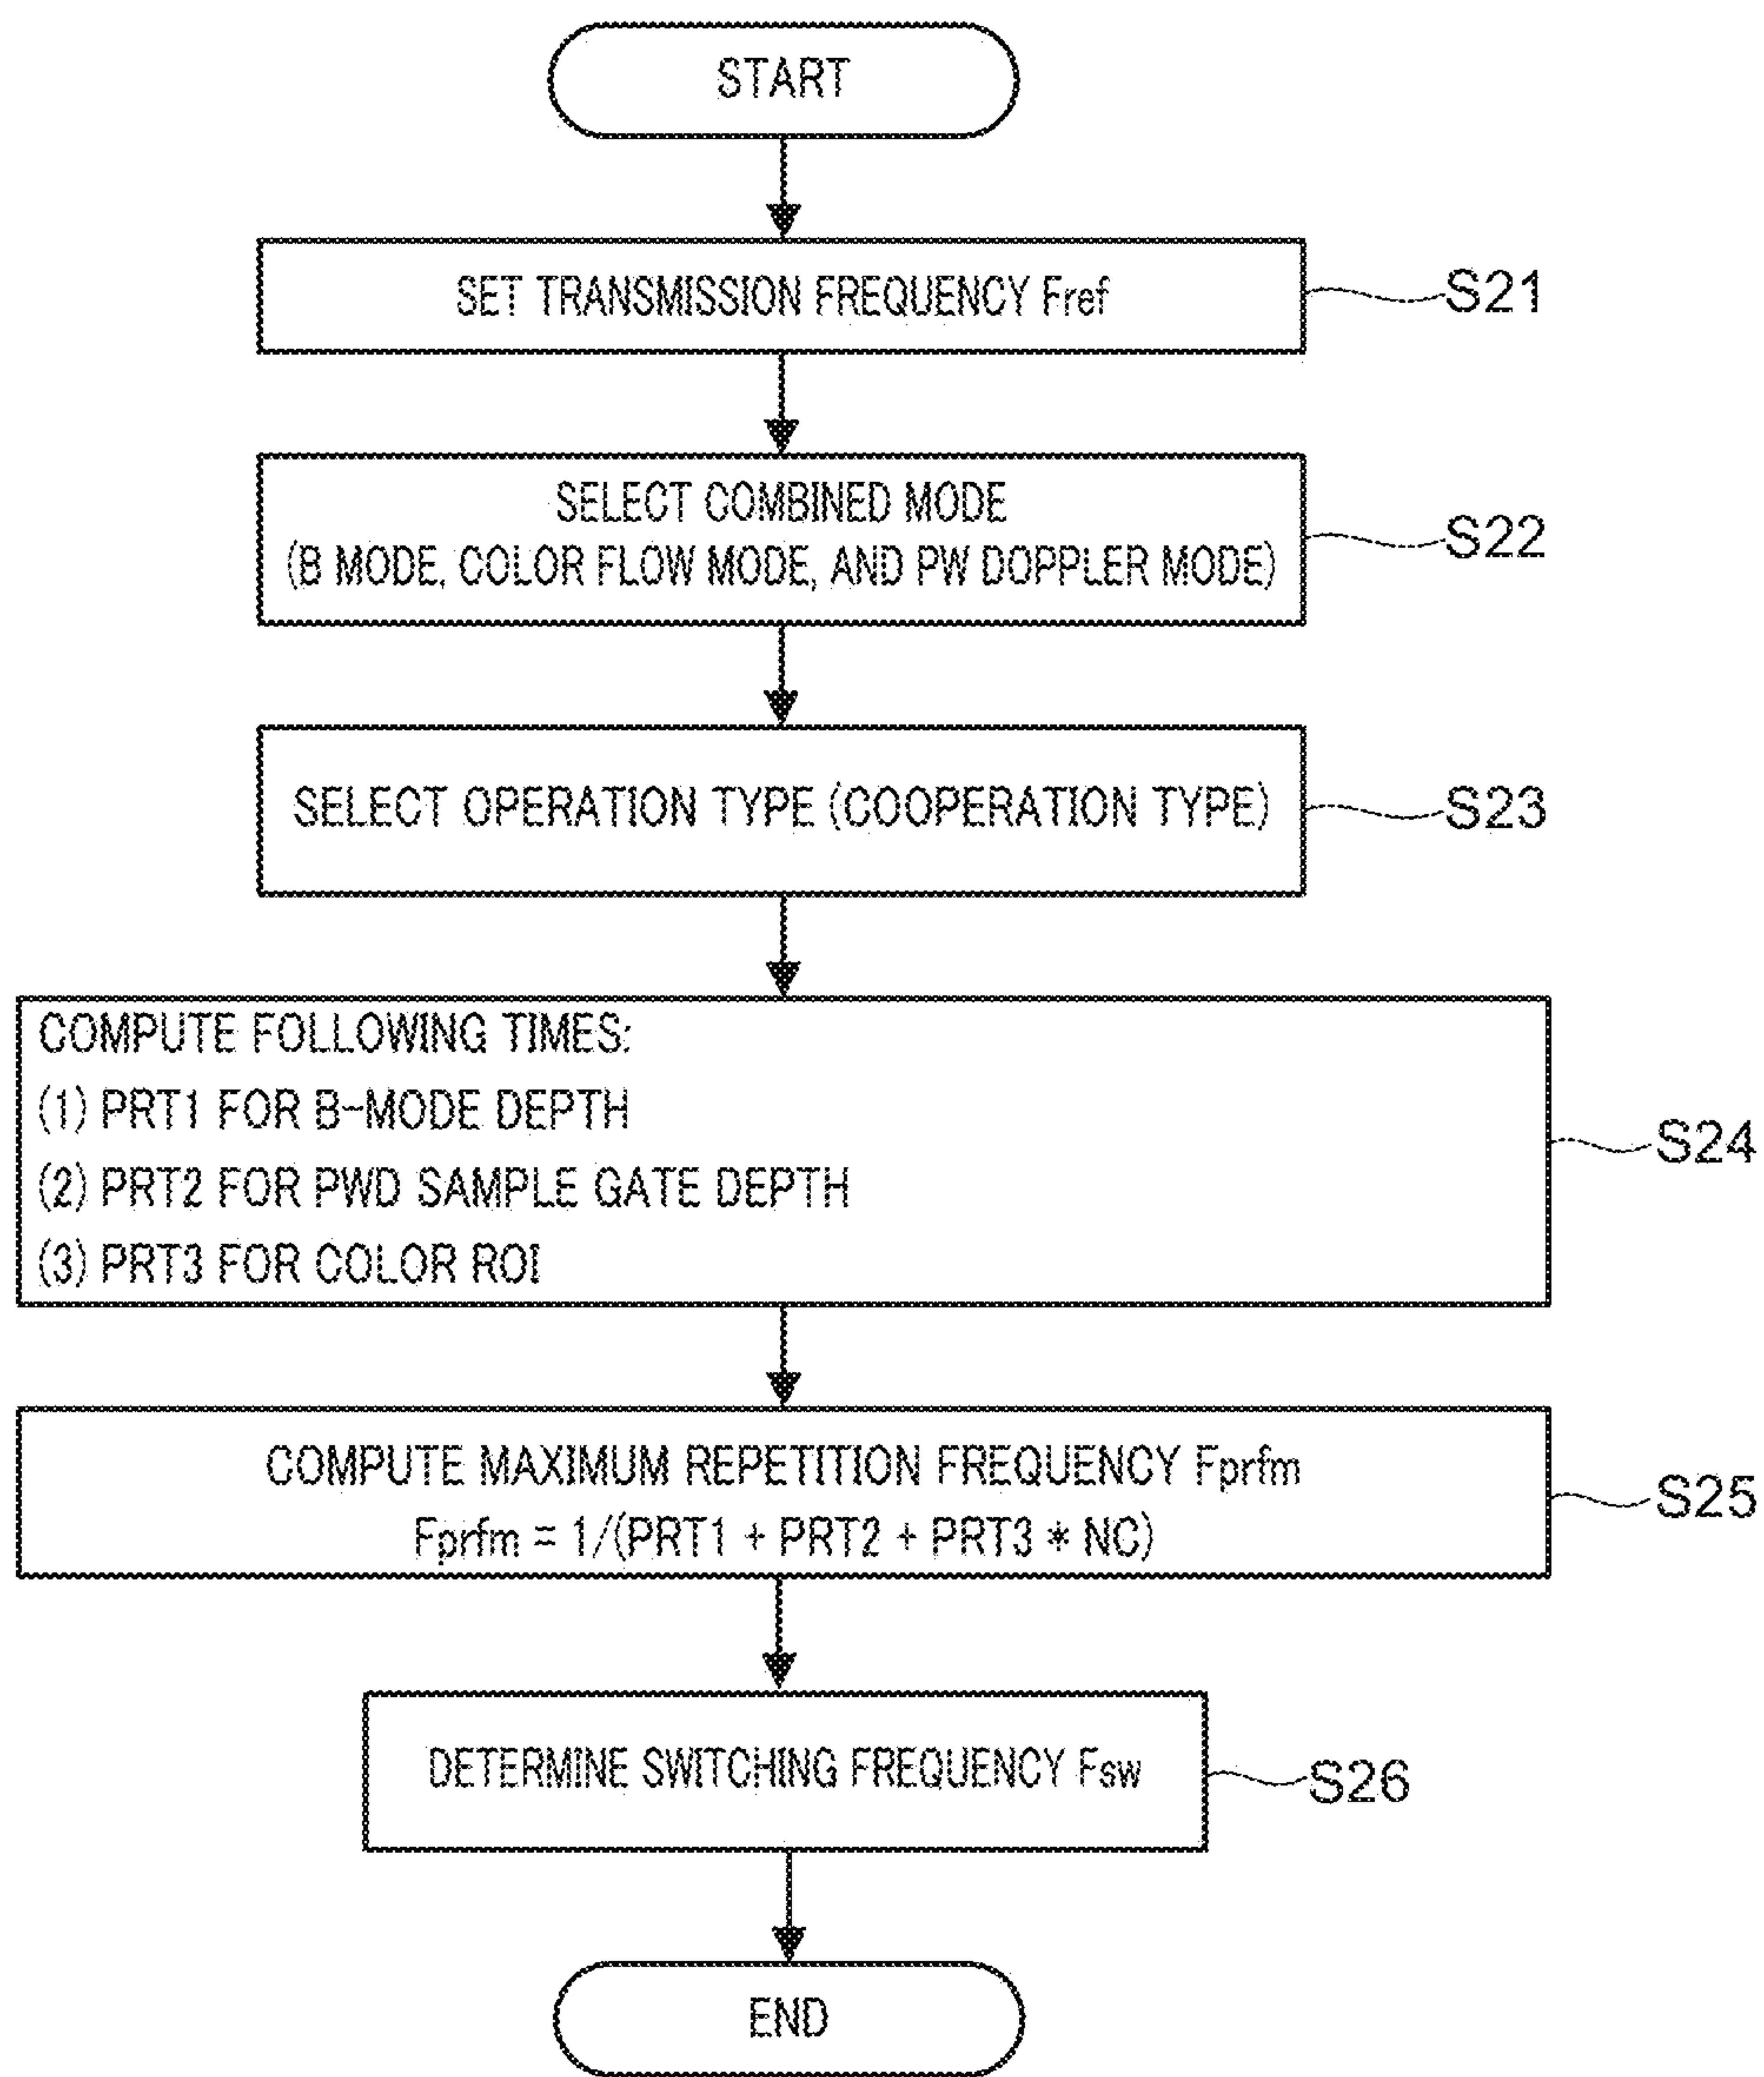 START
SET TRANSMISSION FREQUENCY Fref
S21
SELECT COMBINED MODE
(B MODE, COLOR FLOW MODE, AND PW DOPPLER MODE)
S22
SELECT OPERATION TYPE (COOPERATION TYPE)
S23
COMPUTE FOLLOWING TIMES:
(1) PRT1 FOR B-MODE DEPTH
(2) PRT2 FOR PWD SAMPLE GATE DEPTH
(3) PRT3 FOR COLOR ROI
S24
COMPUTE MAXIMUM REPETITION FREQUENCY Fprfm
Fprfm = 1/(PRT1 + PRT2 + PRT3 * NC)
S25
DETERMINE SWITCHING FREQUENCY Fsw
S26
END